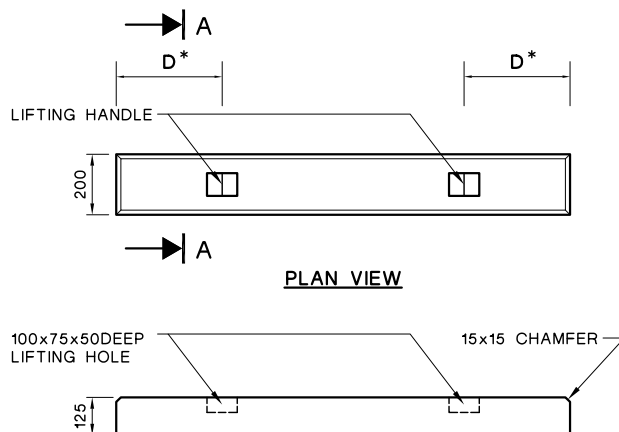 A
D*
D*
LIFTING HANDLE
200
A
PLAN VIEW
100x75x50DEEP
LIFTING HOLE
15x15 CHAMFER
125